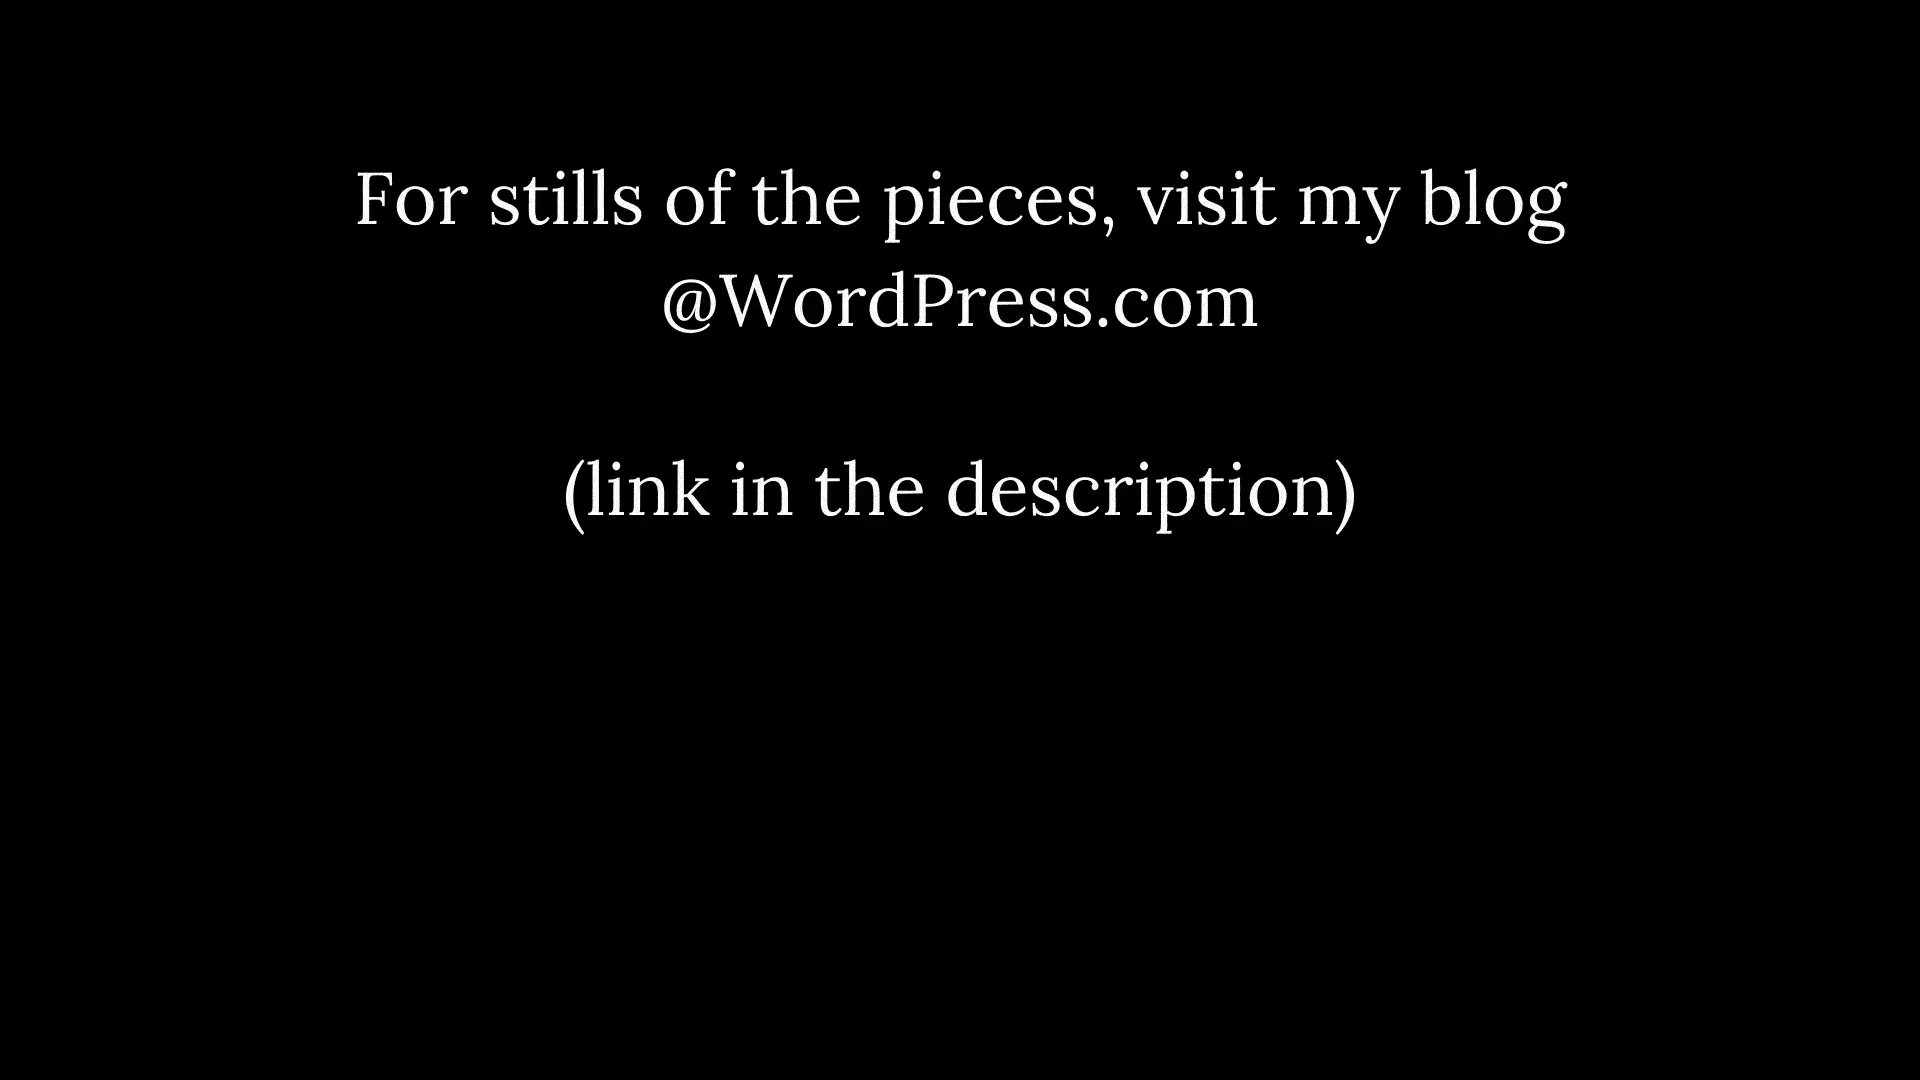 For stills of the pieces, visit my blog
@WordPress.com
(link in the description)